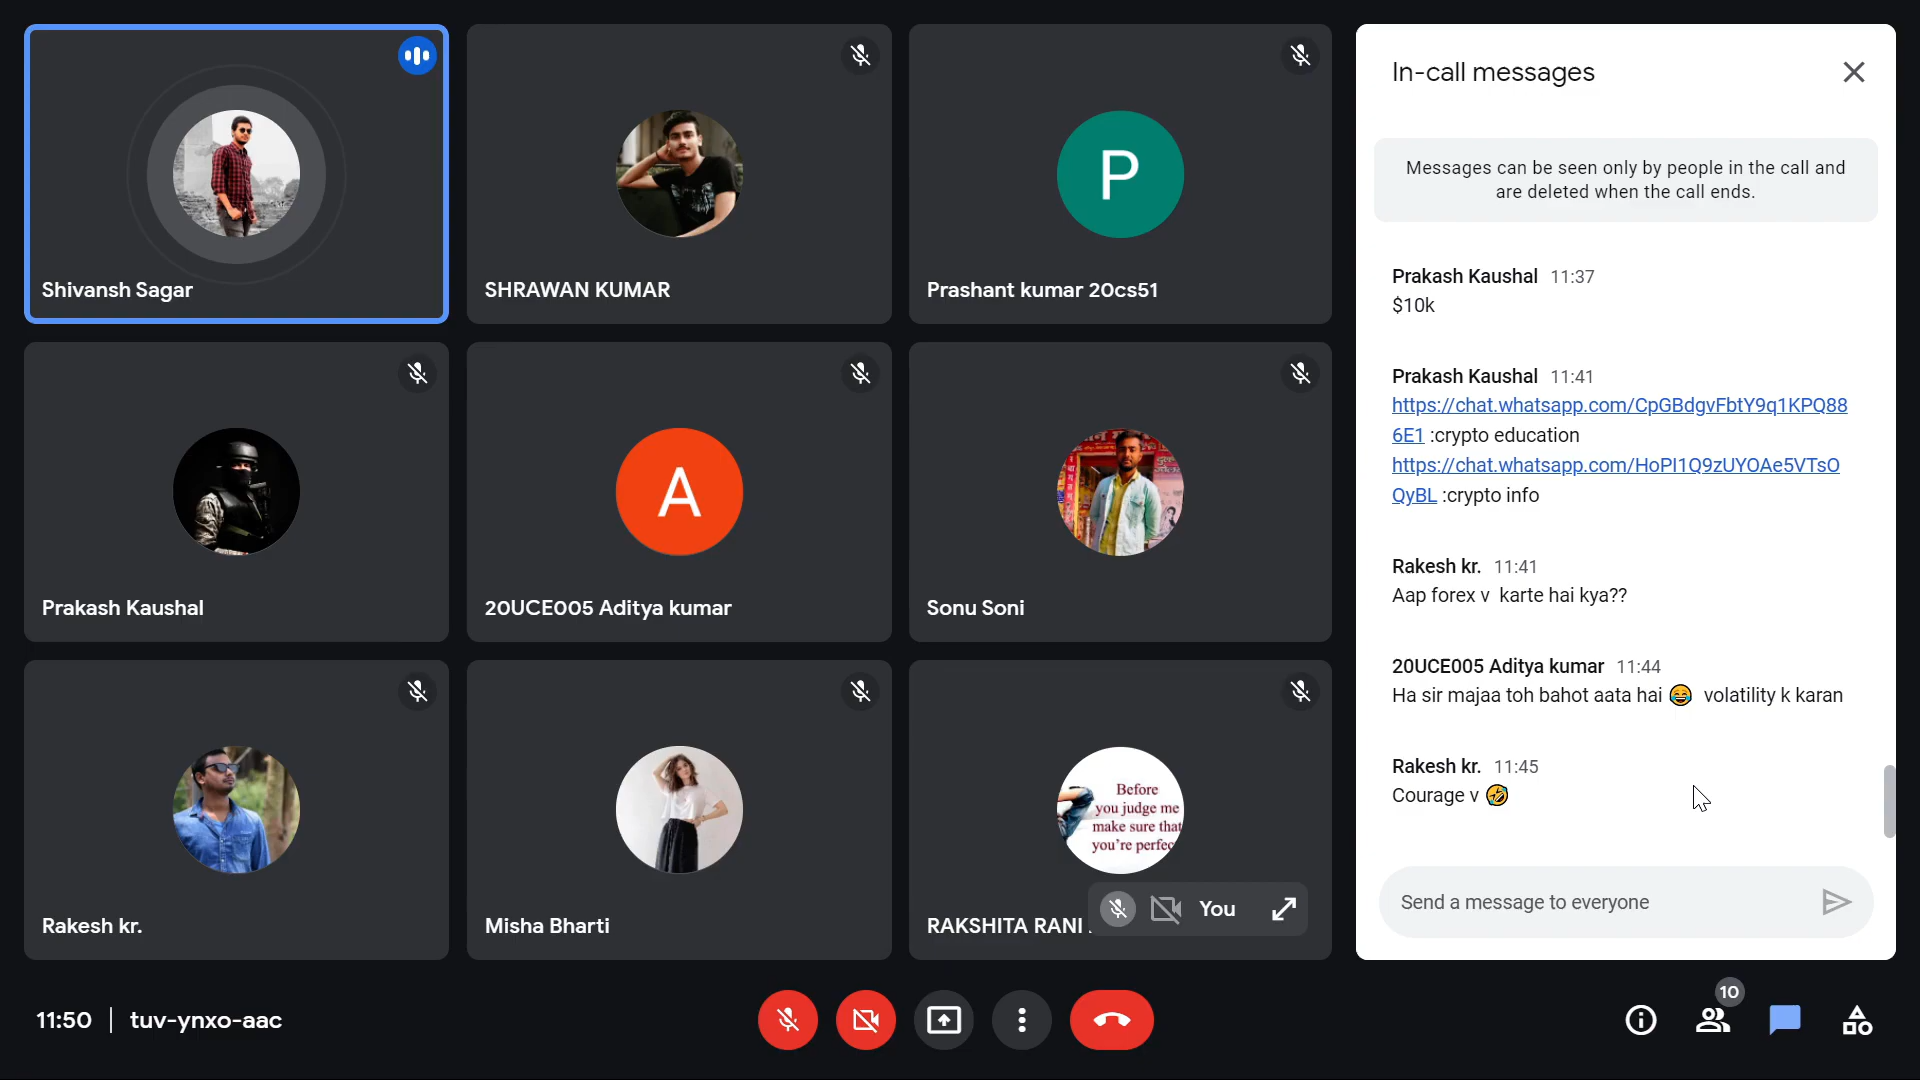 Shivansh Sagar
SHRAWAN KUMAR
P
Prashant kumar 20cs51
Prakash Kaushal
A
20UCE005 Aditya kumar
Sonu Soni
Rakesh kr.
Misha Bharti
Before
you judge me
make sure that
you're perfec
RAKSHITA RANI
You
In-call messages
Messages can be seen only by people in the call and
are deleted when the call ends.
Prakash Kaushal 11:37
$10k
Prakash Kaushal 11:41
https://chat.whatsapp.com/CpGBdgvFbtY9q1KPQ88
6E1 :crypto education
https://chat.whatsapp.com/HoPI1Q9zUYOAe5VTsO
QyBL :crypto info
Rakesh kr. 11:41
Aap forex v karte hai kya??
20UCE005 Aditya kumar 11:44
Ha sir majaa toh bahot aata hai 😂 volatility k karan
Rakesh kr. 11:45
Courage v 🤣
Send a message to everyone
11:50 | tuv-ynxo-aac
10